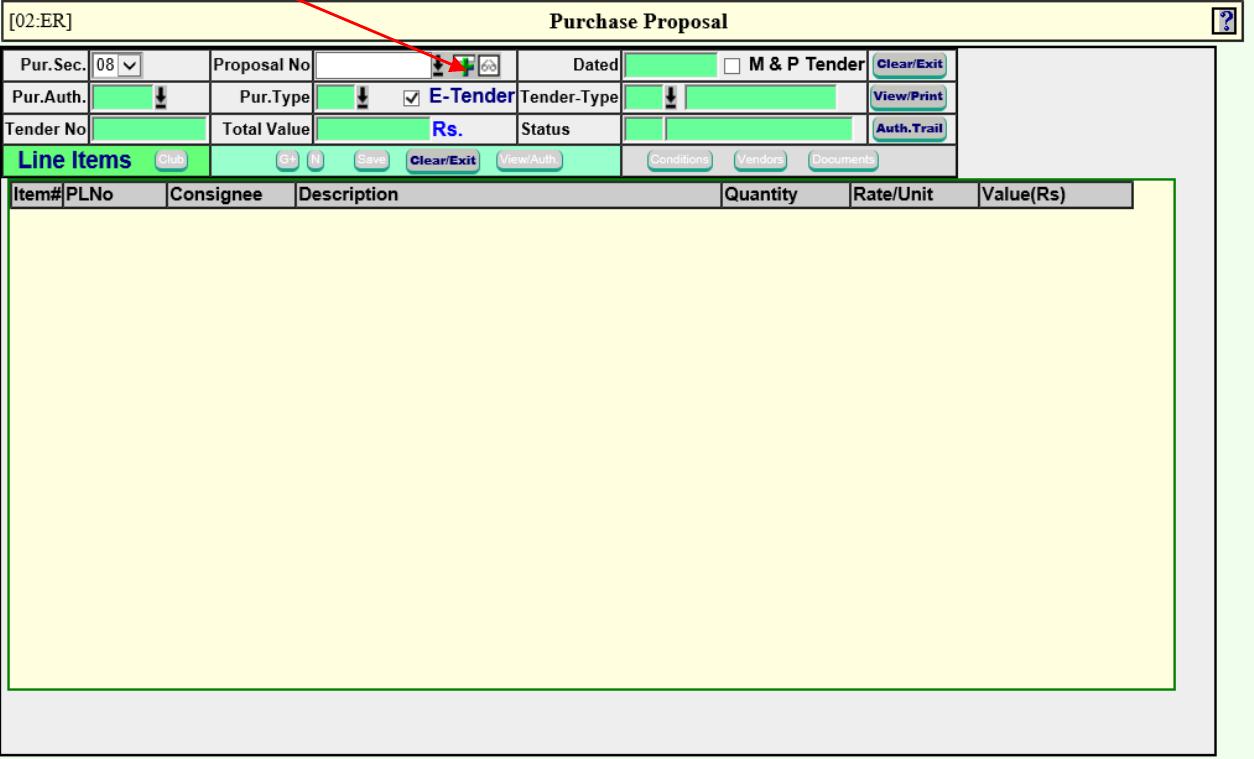 [02:ER] Purchase Proposal ?
Pur.Sec. 08 Proposal No Dated M & P Tender Clear/Exit
Pur.Auth. Pur.Type E-Tender Tender-Type View/Print
Tender No Total Value Rs. Status Auth.Trail
Line Items Club G+ N Save Clear/Exit View/Auth. Conditions Vendors Documents
Item# PLNo Consignee Description Quantity Rate/Unit Value(Rs)